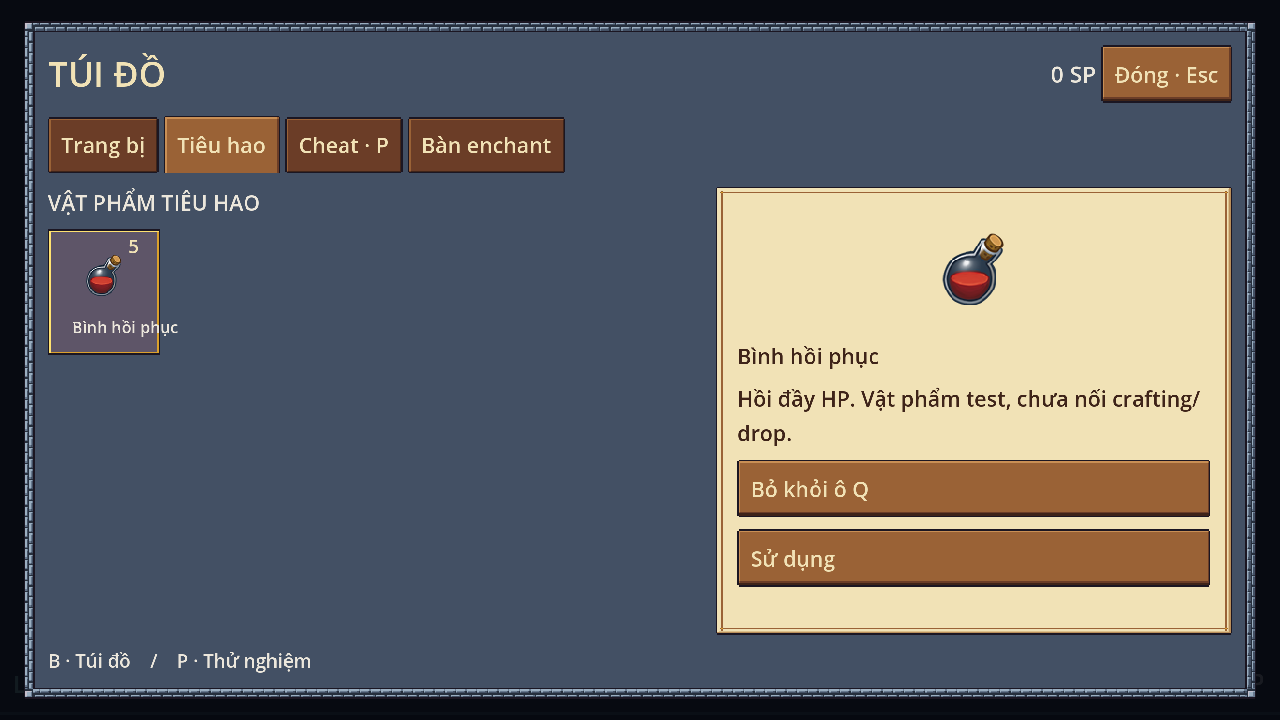 TÚI ĐỒ
0 SP
Đóng · Esc
Trang bị
Tiêu hao
Cheat · P
Bàn enchant
VẬT PHẨM TIÊU HAO
5
Bình hồi phục
Bình hồi phục
Hồi đầy HP. Vật phẩm test, chưa nối crafting/
drop.
Bỏ khỏi ô Q
Sử dụng
B · Túi đồ / P · Thử nghiệm